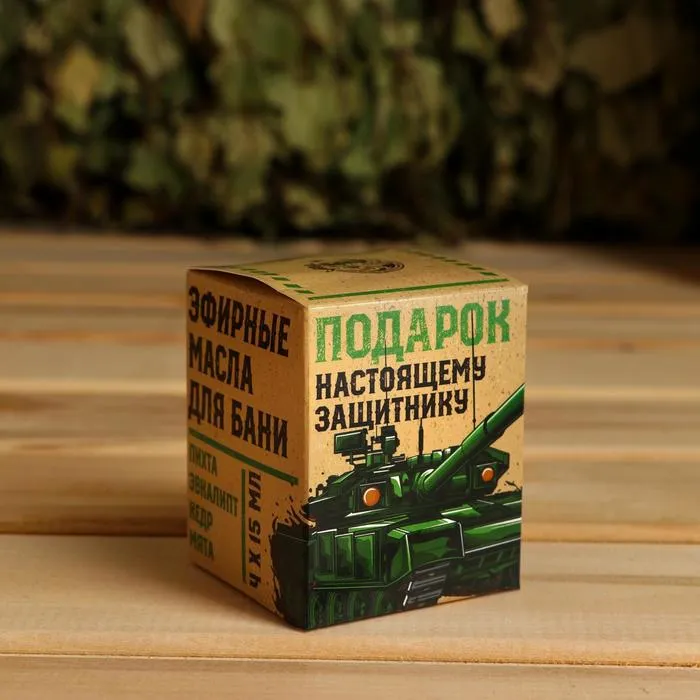 ЭФИРНЫЕ
МАСЛА
ДЛЯ БАНИ
ПИХТА
ЭВКАЛИПТ
КЕДР
МЯТА
4 X 15 МЛ
ПОДАРОК
НАСТОЯЩЕМУ
ЗАЩИТНИКУ